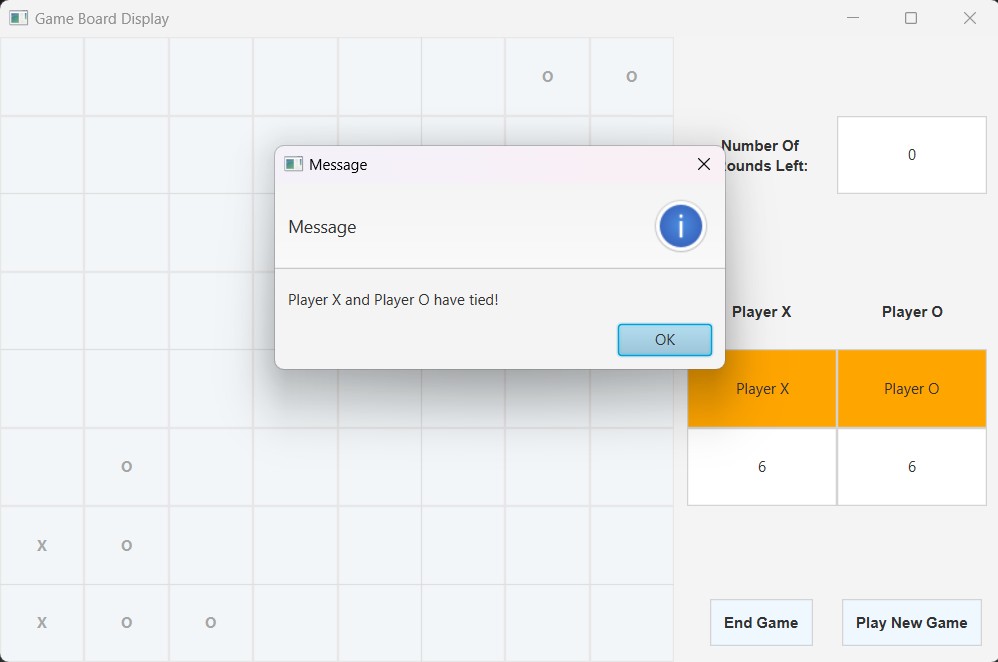 Game Board Display
O O
Number Of
ounds Left:
0
Message
Message
i
Player X and Player O have tied!
OK
Player X Player O
Player X Player O
6 6
O
X O
X O O
End Game Play New Game